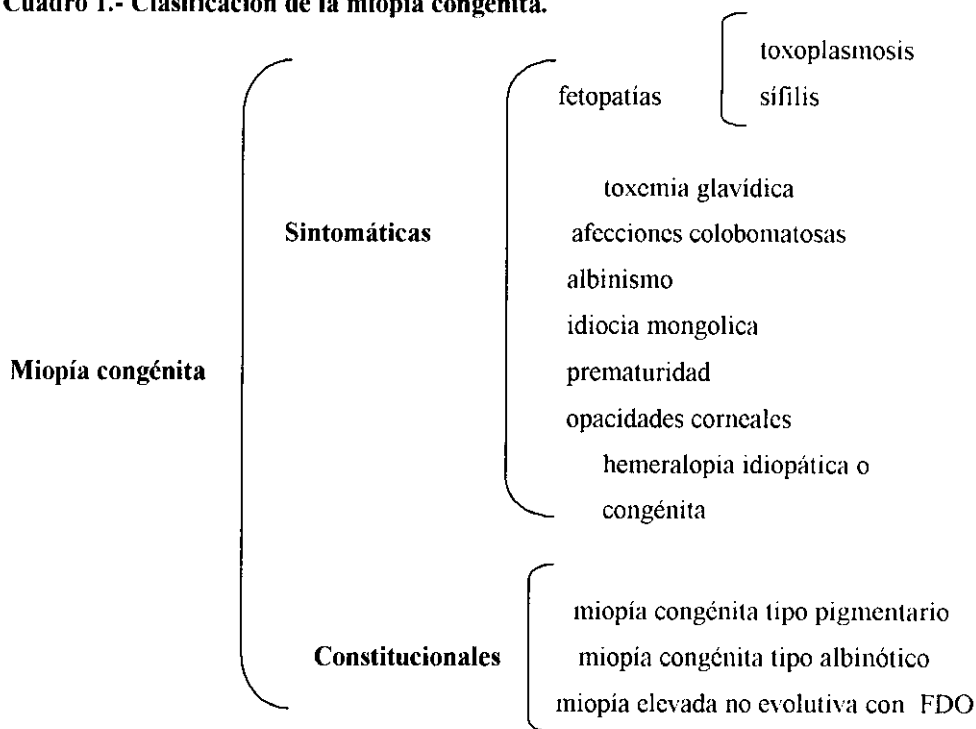 Cuadro 1.- Clasificación de la miopía congénita.
toxoplasmosis
fetopatías
sífilis
toxemia glavídica
Sintomáticas
afecciones colobomatosas
albinismo
idiocia mongolica
Miopía congénita
prematuridad
opacidades corneales
hemeralopia idiopática o
congénita
miopía congénita tipo pigmentario
Constitucionales
miopía congénita tipo albinótico
miopía elevada no evolutiva con FDO